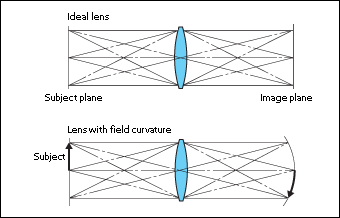 Ideal lens
Subject plane
Image plane
Lens with field curvature
Subject